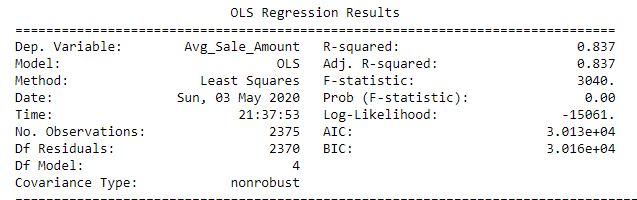 OLS Regression Results
==============================================================================
Dep. Variable: Avg_Sale_Amount R-squared: 0.837
Model: OLS Adj. R-squared: 0.837
Method: Least Squares F-statistic: 3040.
Date: Sun, 03 May 2020 Prob (F-statistic): 0.00
Time: 21:37:53 Log-Likelihood: -15061.
No. Observations: 2375 AIC: 3.013e+04
Df Residuals: 2370 BIC: 3.016e+04
Df Model: 4
Covariance Type: nonrobust